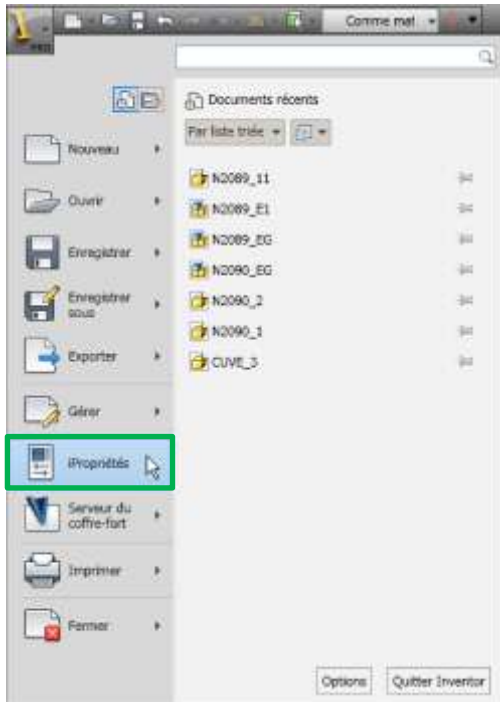 PRO
Comme mat
Documents récents
Par liste triée
Nouveau
Ouvrir
Enregistrer
Enregistrer
sous
Exporter
Gérer
iPropriétés
Serveur du
coffre-fort
Imprimer
Fermer
N2089_11
N2089_E1
N2089_EG
N2090_EG
N2090_2
N2090_1
CUVE_3
Options
Quitter Inventor